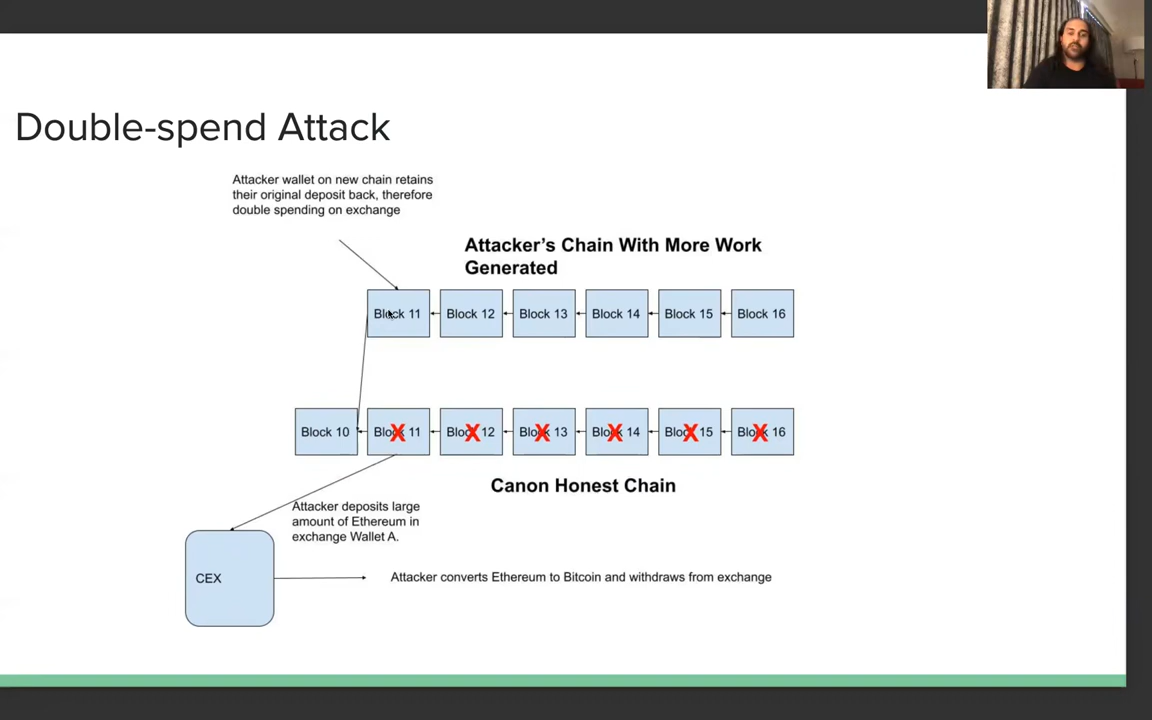 Double-spend Attack
Attacker wallet on new chain retains
their original deposit back, therefore
double spending on exchange
Attacker's Chain With More Work
Generated
Block 11
Block 12
Block 13
Block 14
Block 15
Block 16
Block 10
Block 11
Block 12
Block 13
Block 14
Block 15
Block 16
X
X
X
X
X
X
Canon Honest Chain
Attacker deposits large
amount of Ethereum in
exchange Wallet A.
CEX
Attacker converts Ethereum to Bitcoin and withdraws from exchange